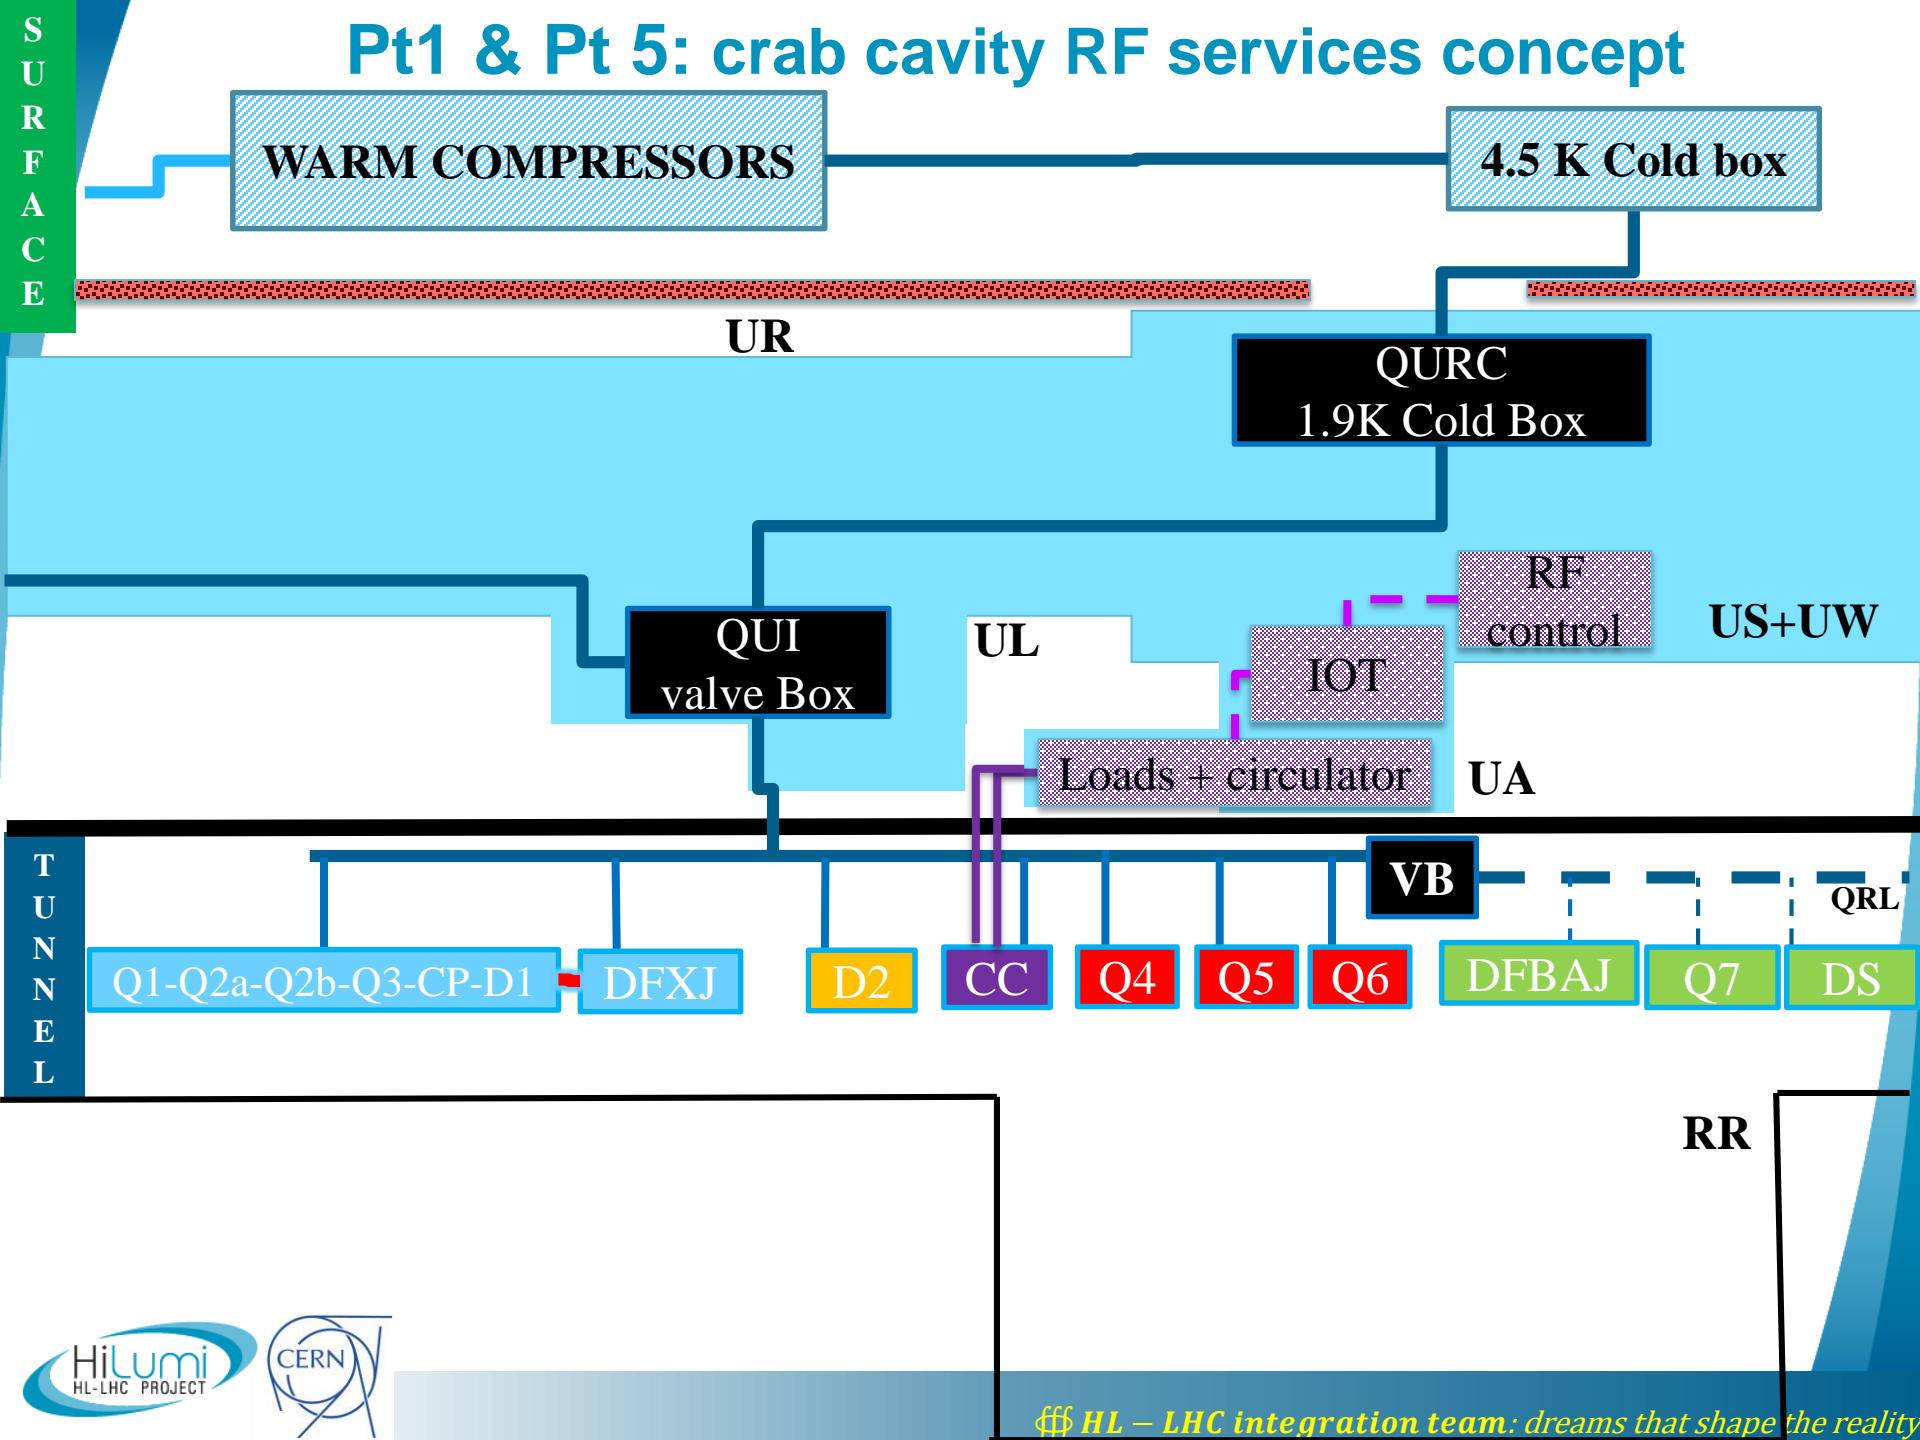 Pt1 & Pt 5: crab cavity RF services concept
SURFACE
WARM COMPRESSORS
4.5 K Cold box
UR
QURC
1.9K Cold Box
RF
control
US+UW
QUI
valve Box
UL
IOT
Loads + circulator
UA
TUNNEL
VB
QRL
Q1-Q2a-Q2b-Q3-CP-D1
DFXJ
D2
CC
Q4
Q5
Q6
DFBAJ
Q7
DS
RR
HiLumi
HL-LHC PROJECT
CERN
∰ HL – LHC integration team: dreams that shape the reality